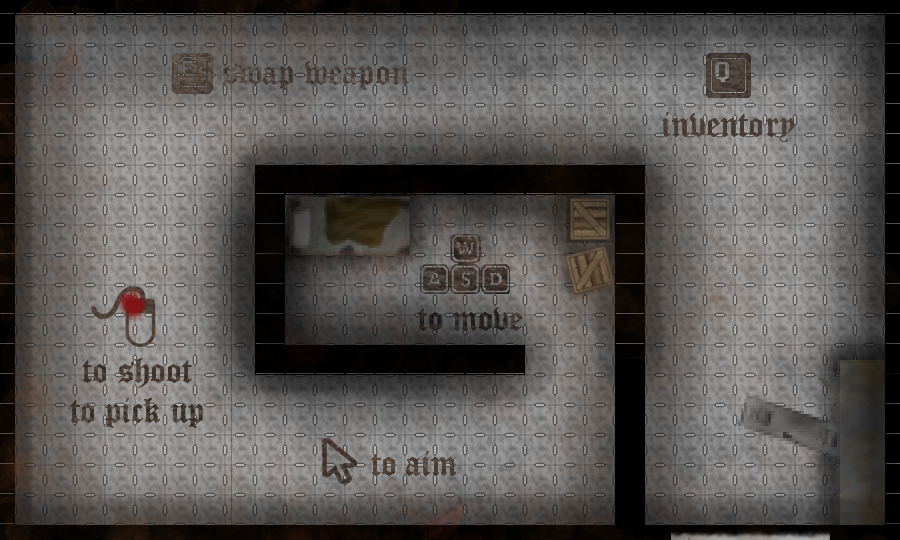 swap weapon
Q
inventory
W
A S D
to move
to shoot
to pick up
to aim